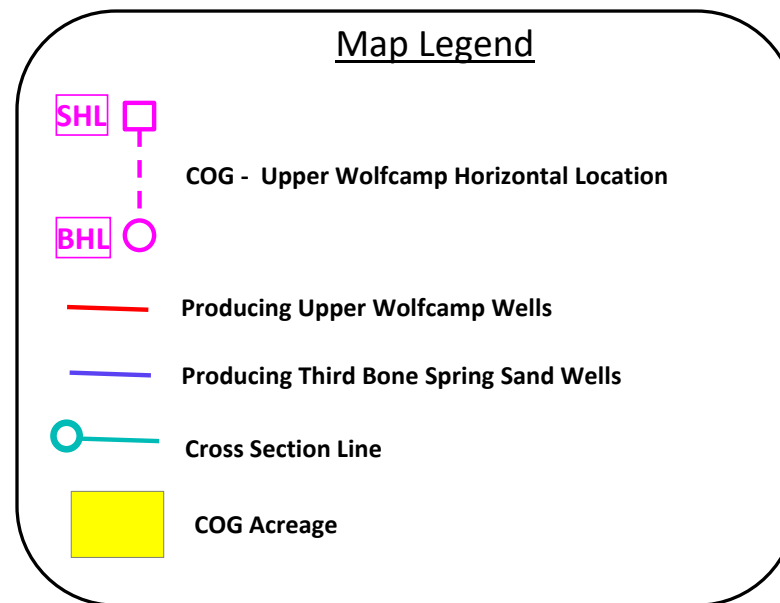 Map Legend
SHL
COG - Upper Wolfcamp Horizontal Location
BHL
Producing Upper Wolfcamp Wells
Producing Third Bone Spring Sand Wells
Cross Section Line
COG Acreage